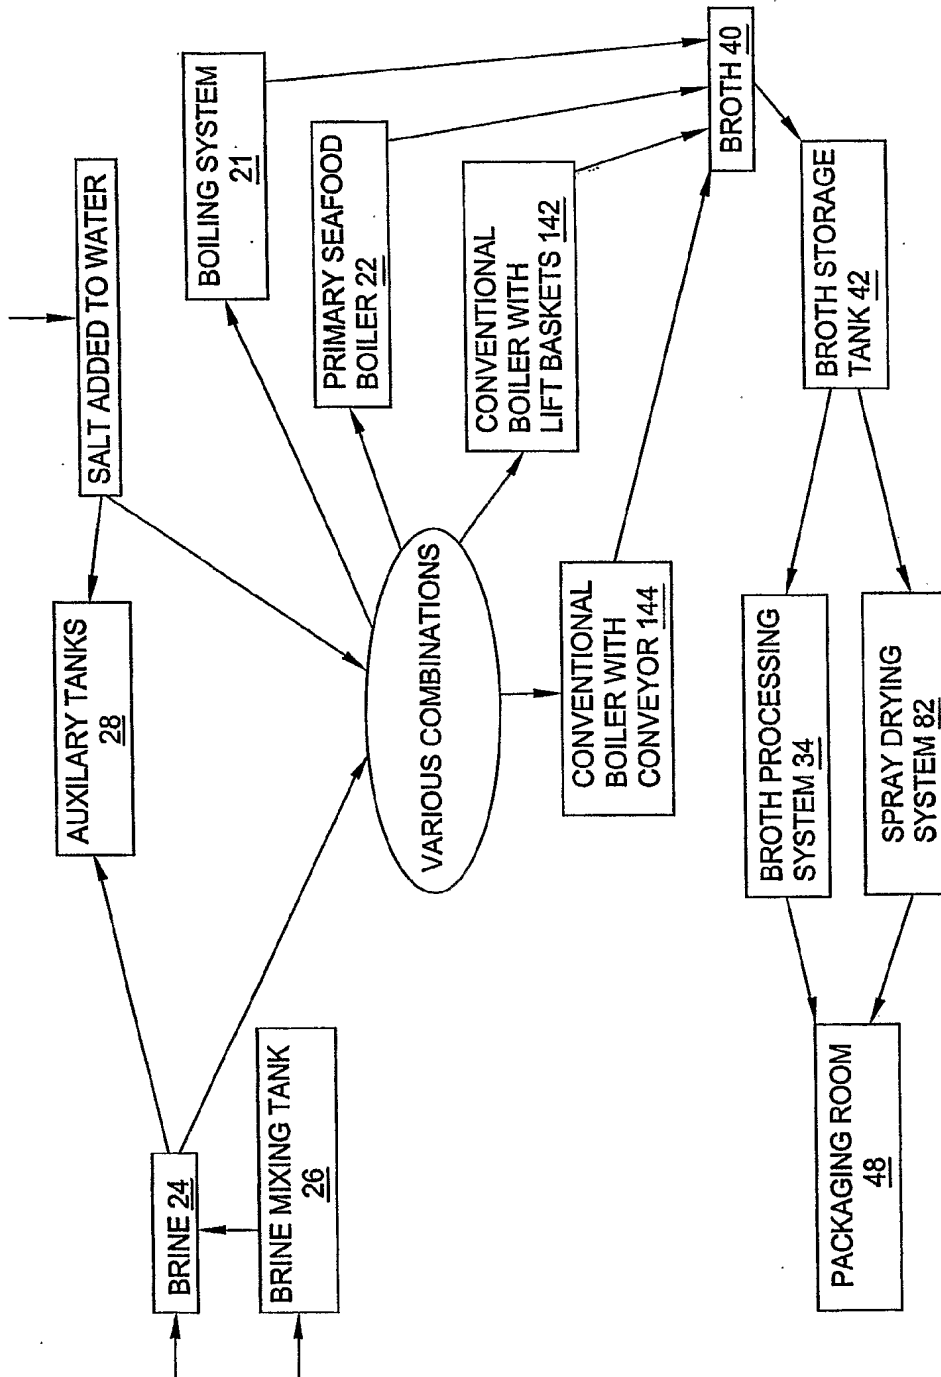 BRINE 24
BRINE MIXING TANK
26
AUXILARY TANKS
28
SALT ADDED TO WATER
VARIOUS COMBINATIONS
BOILING SYSTEM
21
PRIMARY SEAFOOD
BOILER 22
CONVENTIONAL
BOILER WITH
LIFT BASKETS 142
CONVENTIONAL
BOILER WITH
CONVEYOR 144
BROTH 40
BROTH STORAGE
TANK 42
BROTH PROCESSING
SYSTEM 34
SPRAY DRYING
SYSTEM 82
PACKAGING ROOM
48